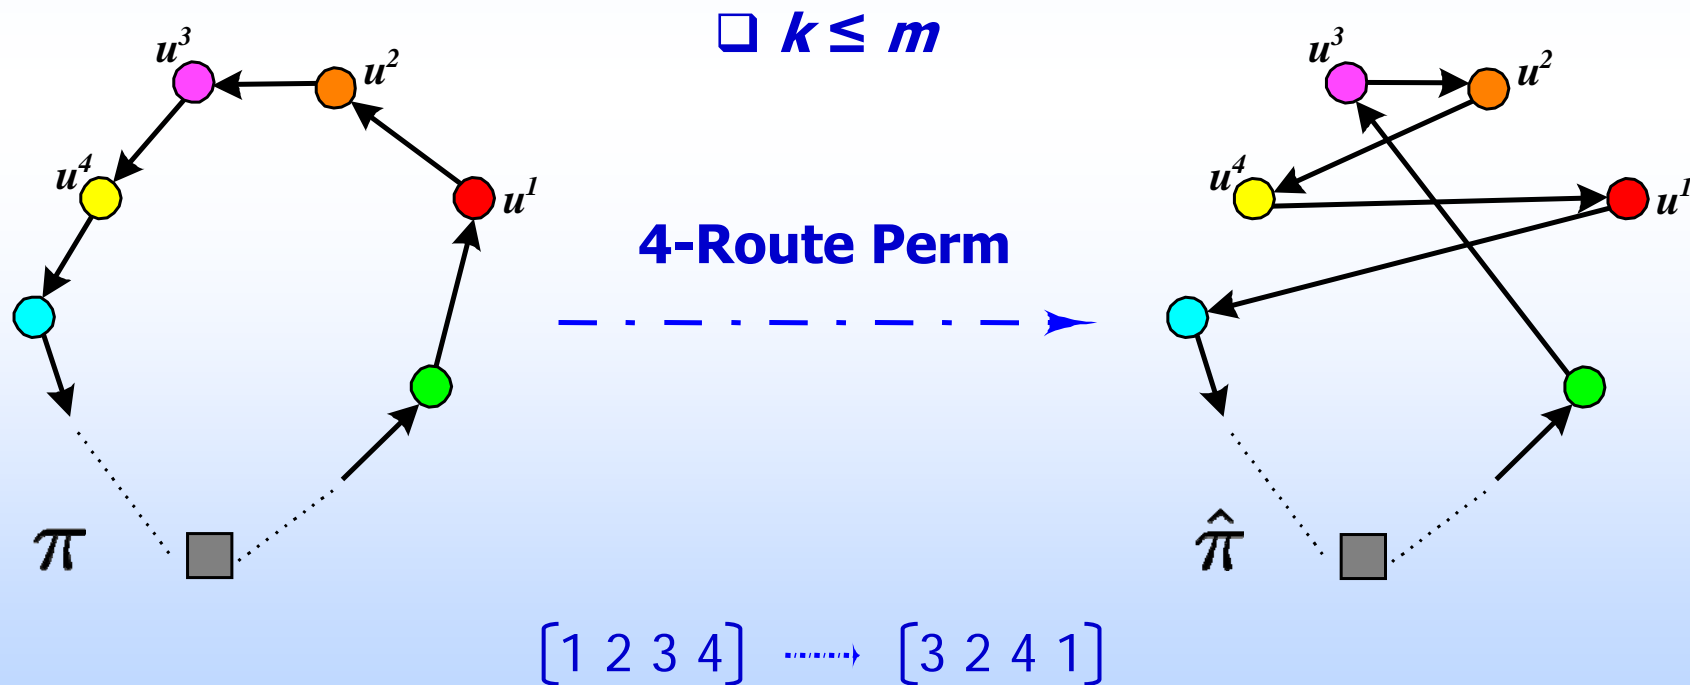 ❑ k ≤ m
u³
u²
u⁴
u¹
π
4-Route Perm
u³
u²
u⁴
u¹
π̂
[1 2 3 4] [3 2 4 1]